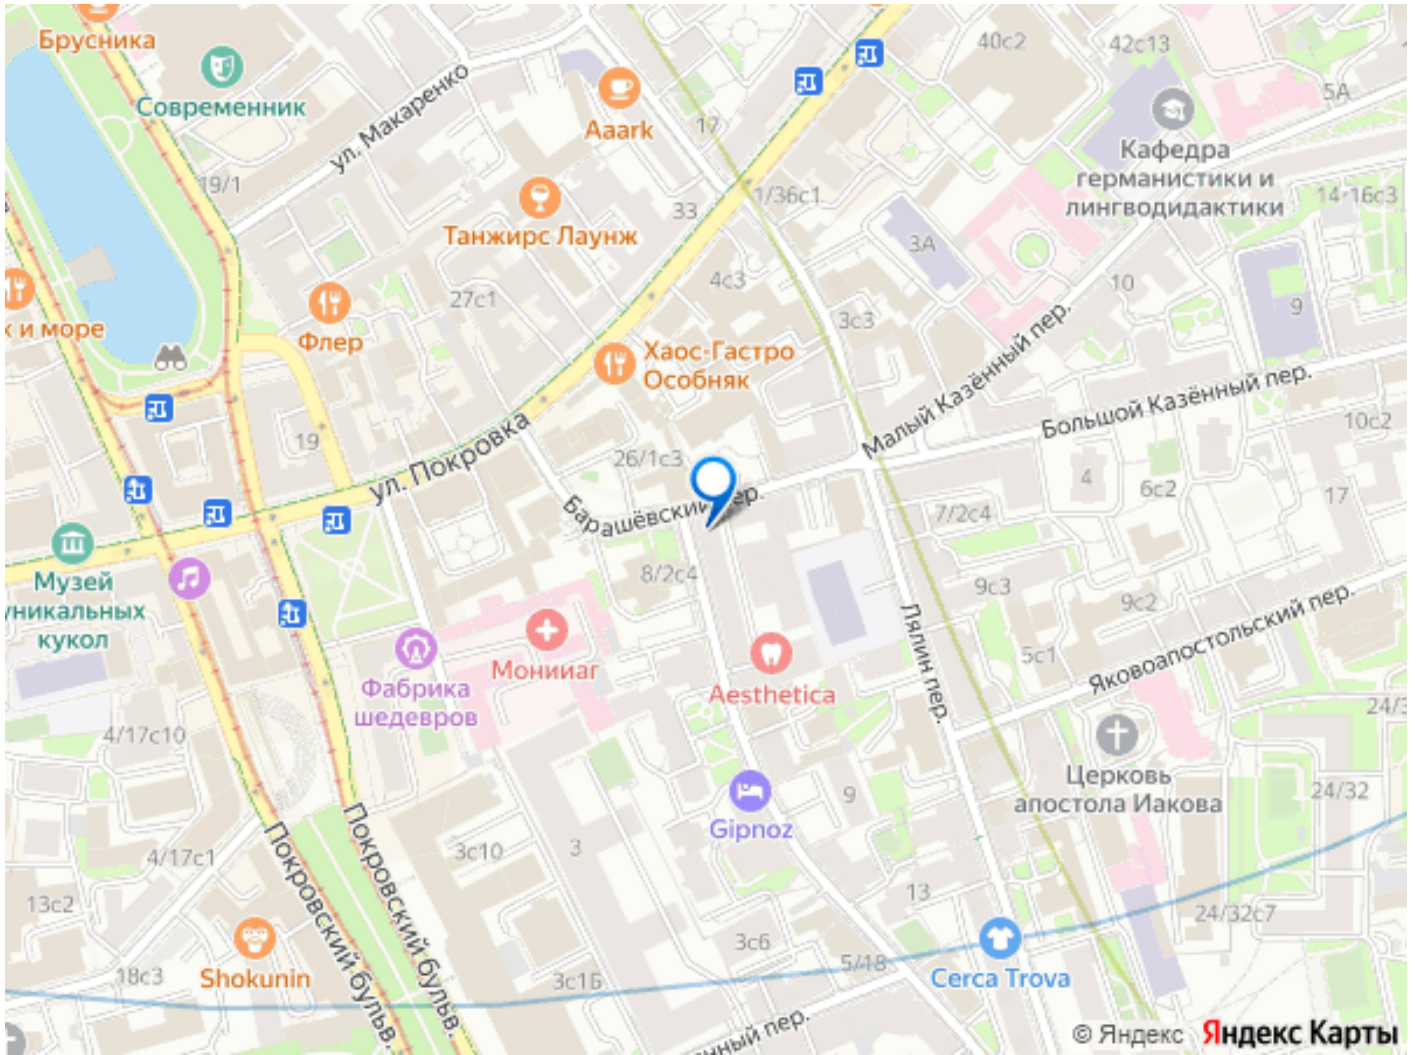 Брусника
Современник
ул. Макаренко
19/1
Aaark
17
40с2
42с13
5А
Кафедра
германистики и
лингводидактики
14-16с3
Танжирс Лаунж
33
1/36с1
3А
4с3
27с1
10
9
3с3
к и море
Флер
Хаос-Гастро
Особняк
Малый Казённый пер.
Большой Казённый пер.
19
ул. Покровка
26/1с3
10с2
4
6с2
17
Барашёвский пер.
7/2с4
Музей
уникальных
кукол
8/2с4
9с3
9с2
Мониааг
Лялин пер.
5с1
Яковоапостольский пер.
Фабрика
шедевров
Aesthetica
4/17с10
24/3
Церковь
апостола Иакова
24/32
Gipnoz
9
Покровский бульв.
Покровский бульв.
4/17с1
3с10
3
13с2
13
24/32с7
Shokunin
18с3
3с6
3с1Б
5/18
Cerca Trova
нный пер.
© Яндекс Яндекс Карты